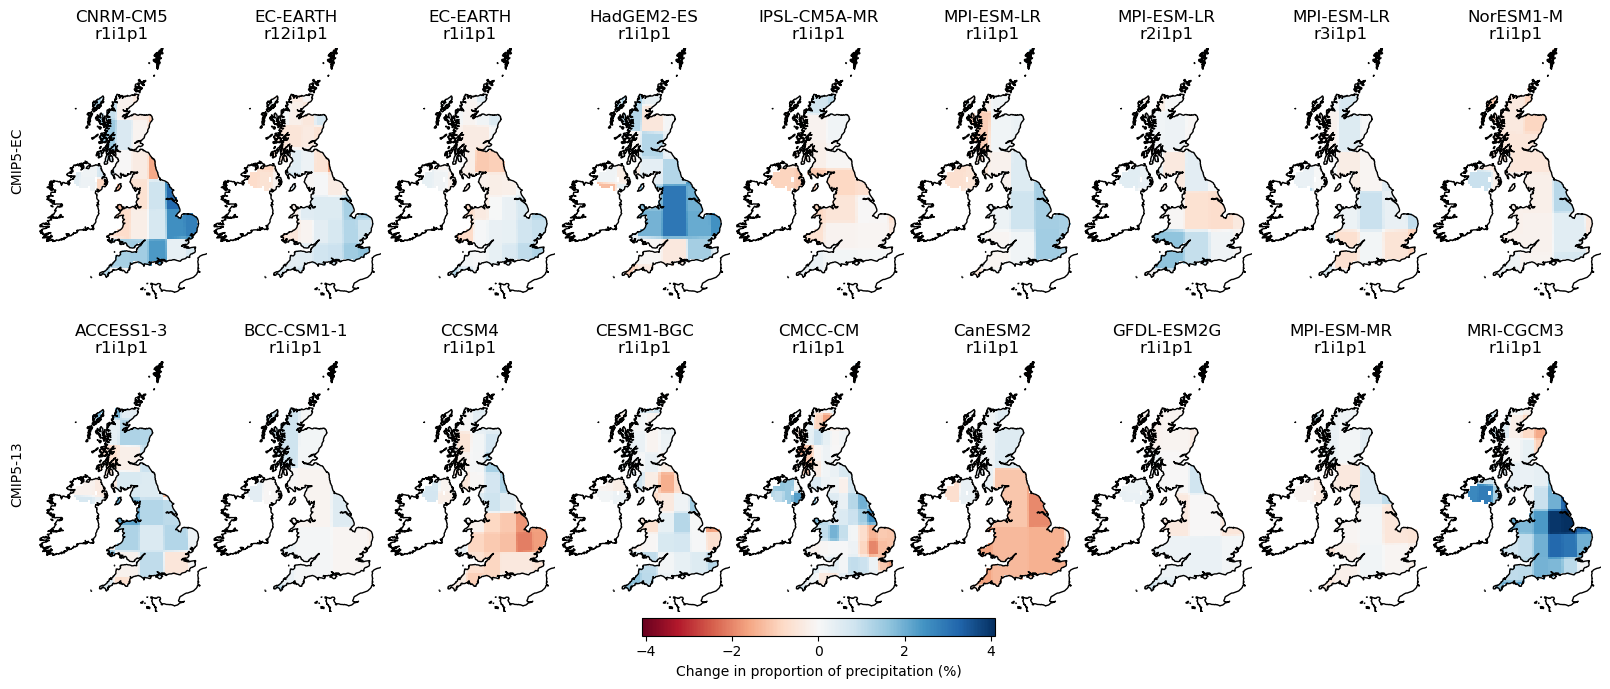 CNRM-CM5
r1i1p1
EC-EARTH
r12i1p1
EC-EARTH
r1i1p1
HadGEM2-ES
r1i1p1
IPSL-CM5A-MR
r1i1p1
MPI-ESM-LR
r1i1p1
MPI-ESM-LR
r2i1p1
MPI-ESM-LR
r3i1p1
NorESM1-M
r1i1p1
CMIP5-EC
ACCESS1-3
r1i1p1
BCC-CSM1-1
r1i1p1
CCSM4
r1i1p1
CESM1-BGC
r1i1p1
CMCC-CM
r1i1p1
CanESM2
r1i1p1
GFDL-ESM2G
r1i1p1
MPI-ESM-MR
r1i1p1
MRI-CGCM3
r1i1p1
CMIP5-13
−4 −2 0 2 4
Change in proportion of precipitation (%)